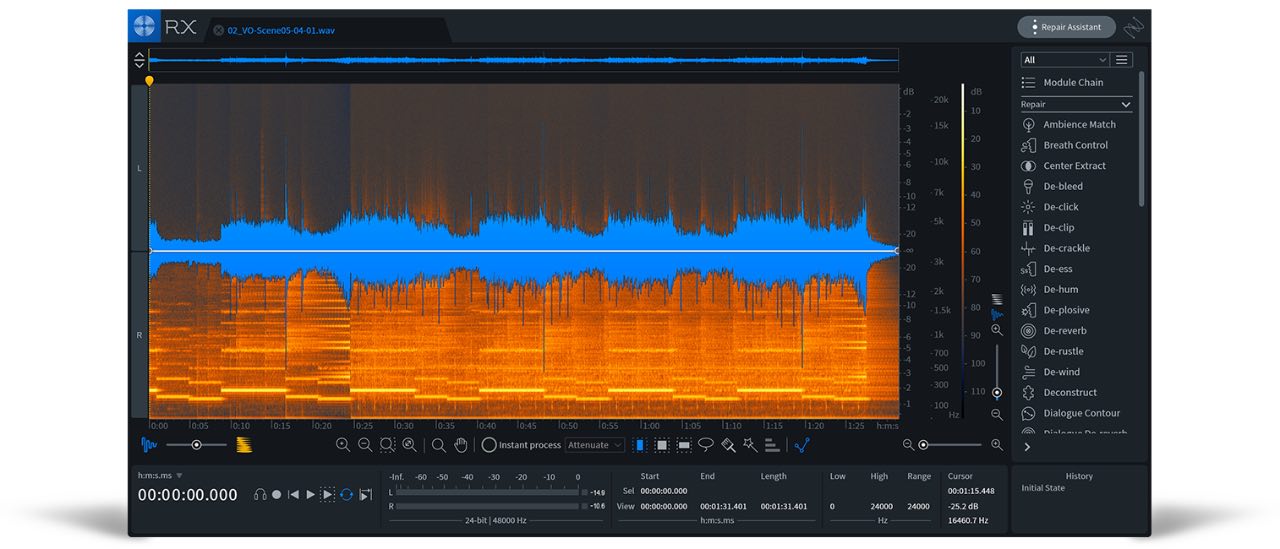 RX
02_VO-Scene05-04-01.wav
Repair Assistant
All
Module Chain
Repair
Ambience Match
Breath Control
Center Extract
De-bleed
De-click
De-clip
De-crackle
De-ess
De-hum
De-plosive
De-reverb
De-rustle
De-wind
Deconstruct
Dialogue Contour
Dialogue De-reverb
L
R
dB
-2
-3
-4
-5
-6
-8
-10
-12
-20
-∞
-20
-12
-10
-8
-6
-5
-4
-3
-2
-1
-20k
-15k
-10k
-7k
-5k
-3k
-2k
-1.5k
-1k
-700
-500
-300
-100
Hz
dB
10
20
30
40
50
60
70
80
90
100
110
0:00 0:05 0:10 0:15 0:20 0:25 0:30 0:35 0:40 0:45 0:50 0:55 1:00 1:05 1:10 1:15 1:20 1:25 h:m:s
Instant process Attenuate
h:m:s.ms
00:00:00.000
-Inf. -60 -50 -40 -30 -20 -10 0
L -14.9
R -10.6
24-bit | 48000 Hz
Start End Length
Sel 00:00:00.000
View 00:00:00.000 00:01:31.401 00:01:31.401
h:m:s.ms
Low High Range
0 24000 24000
Hz
Cursor
00:01:15.448
-25.2 dB
16460.7 Hz
History
Initial State